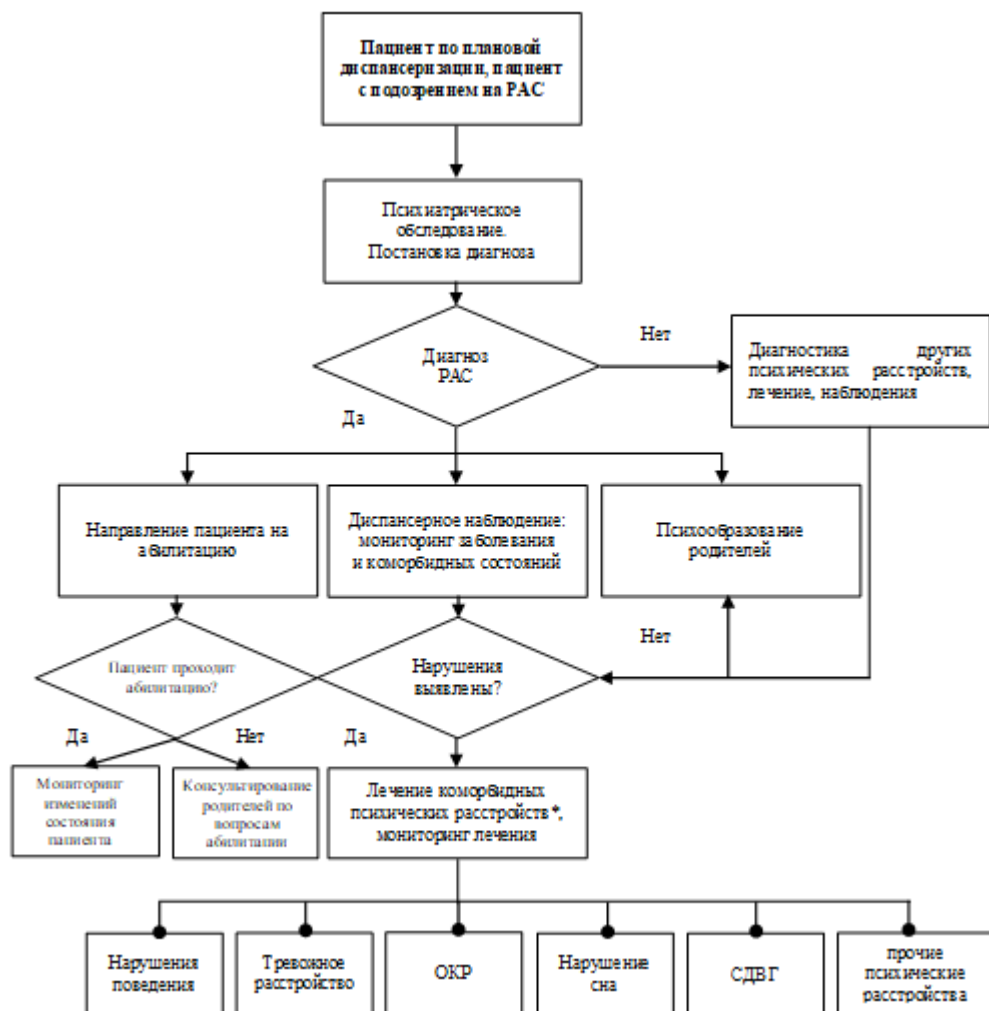 Пациент по плановой
диспансеризации, пациент
с подозрением на РАС
Психиатрическое
обследование.
Постановка диагноза
Диагноз
РАС
Нет
Диагностика других
психических расстройств,
лечение, наблюдения
Да
Направление пациента на
абилитацию
Диспансерное наблюдение:
мониторинг заболевания
и коморбидных состояний
Психообразование
родителей
Пациент проходит
абилитацию?
Нарушения
выявлены?
Нет
Да
Нет
Да
Мониторинг
изменений
состояния
пациента
Консультирование
родителей по
вопросам
абилитации
Лечение коморбидных
психических расстройств*,
мониторинг лечения
Нарушения
поведения
Тревожное
расстройство
ОКР
Нарушение
сна
СДВГ
прочие
психические
расстройства